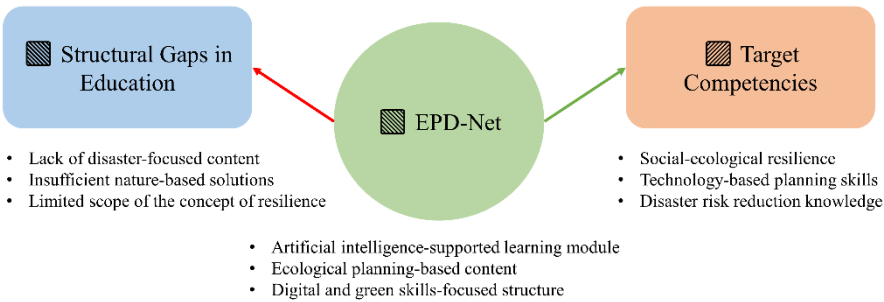 Structural Gaps in
Education
EPD-Net
Target
Competencies
• Lack of disaster-focused content
• Insufficient nature-based solutions
• Limited scope of the concept of resilience
• Social-ecological resilience
• Technology-based planning skills
• Disaster risk reduction knowledge
• Artificial intelligence-supported learning module
• Ecological planning-based content
• Digital and green skills-focused structure